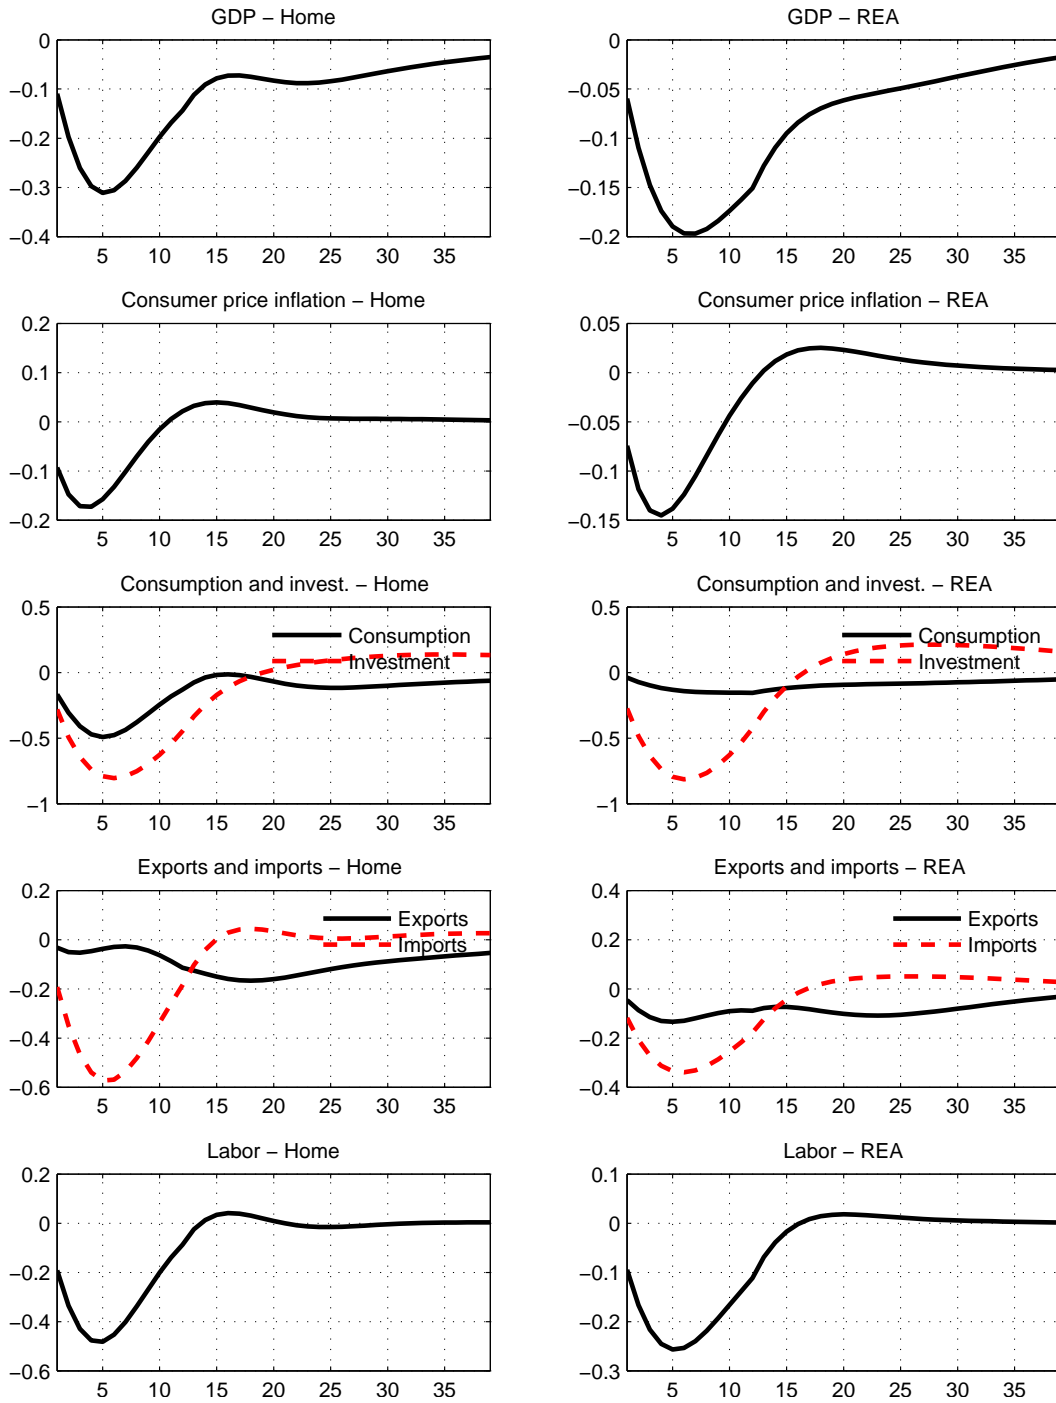 GDP − Home
0
−0.1
−0.2
−0.3
−0.4
5 10 15 20 25 30 35
GDP − REA
0
−0.05
−0.1
−0.15
−0.2
5 10 15 20 25 30 35
Consumer price inflation − Home
0.2
0.1
0
−0.1
−0.2
5 10 15 20 25 30 35
Consumer price inflation − REA
0.05
0
−0.05
−0.1
−0.15
5 10 15 20 25 30 35
Consumption and invest. − Home
0.5
0
−0.5
−1
Consumption
Investment
5 10 15 20 25 30 35
Consumption and invest. − REA
0.5
0
−0.5
−1
Consumption
Investment
5 10 15 20 25 30 35
Exports and imports − Home
0.2
0
−0.2
−0.4
−0.6
Exports
Imports
5 10 15 20 25 30 35
Exports and imports − REA
0.4
0.2
0
−0.2
−0.4
Exports
Imports
5 10 15 20 25 30 35
Labor − Home
0.2
0
−0.2
−0.4
−0.6
5 10 15 20 25 30 35
Labor − REA
0.1
0
−0.1
−0.2
−0.3
5 10 15 20 25 30 35